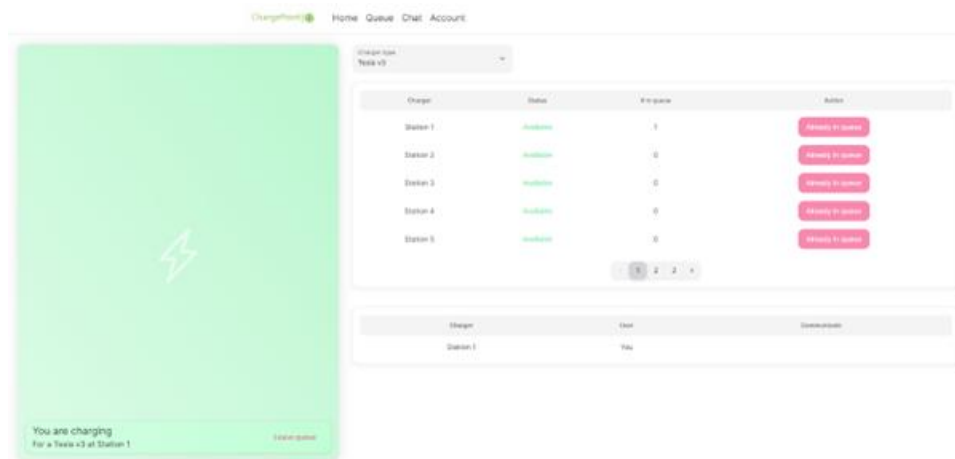 Home Queue Chat Account
Charger type
Tesla v3
Charger Status # in queue Action
Station 1 Available 1 Already in queue
Station 2 Available 0 Already in queue
Station 3 Available 0 Already in queue
Station 4 Available 0 Already in queue
Station 5 Available 0 Already in queue
1 2 3
Charger User Communicate
Station 1 You
You are charging
For a Tesla v3 at Station 1
Leave queue